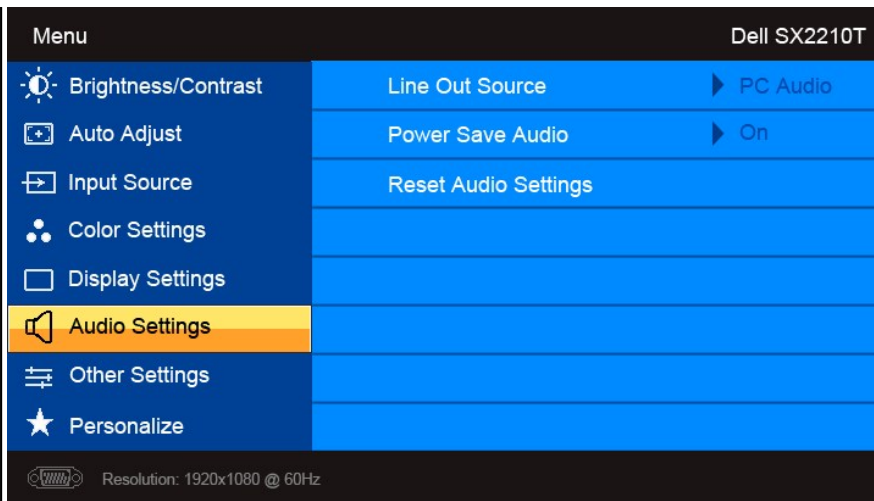 Menu Dell SX2210T
Brightness/Contrast
Auto Adjust
Input Source
Color Settings
Display Settings
Audio Settings
Other Settings
Personalize
Line Out Source PC Audio
Power Save Audio On
Reset Audio Settings
Resolution: 1920x1080 @ 60Hz